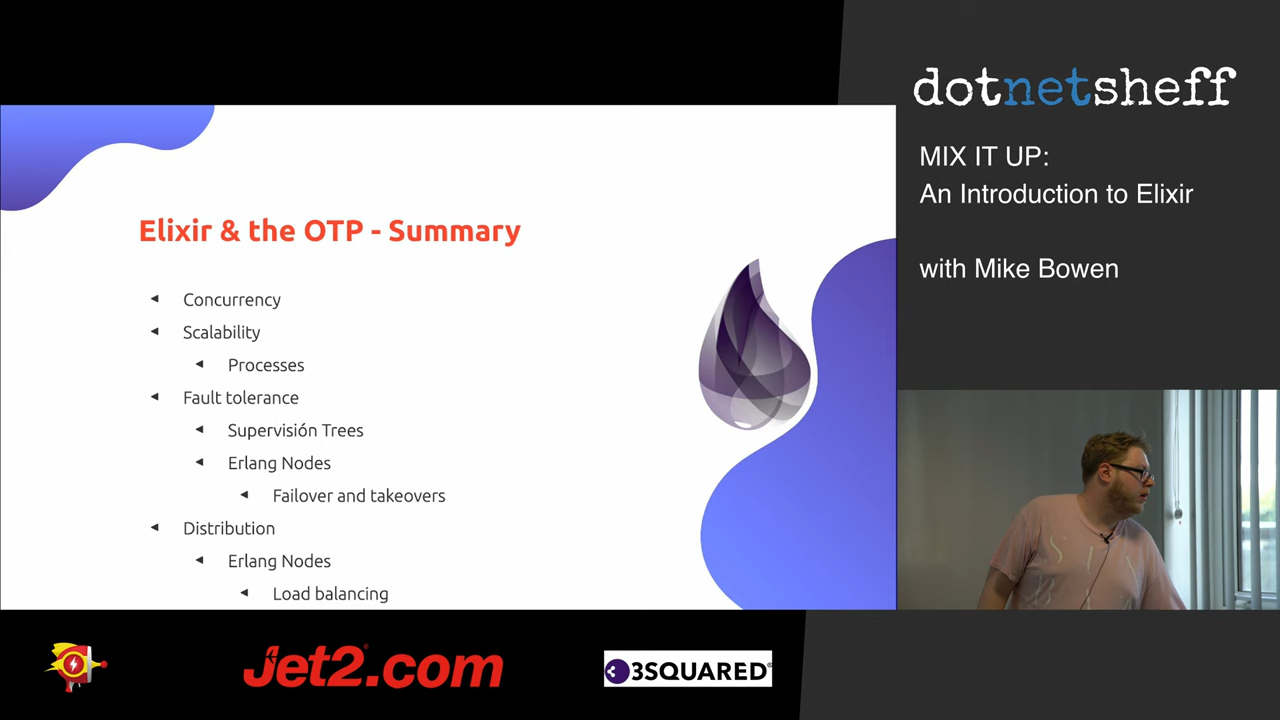 dotnetsheff
MIX IT UP:
An Introduction to Elixir
with Mike Bowen
Elixir & the OTP - Summary
Concurrency
Scalability
Processes
Fault tolerance
Supervisión Trees
Erlang Nodes
Failover and takeovers
Distribution
Erlang Nodes
Load balancing
Jet2.com
3SQUARED